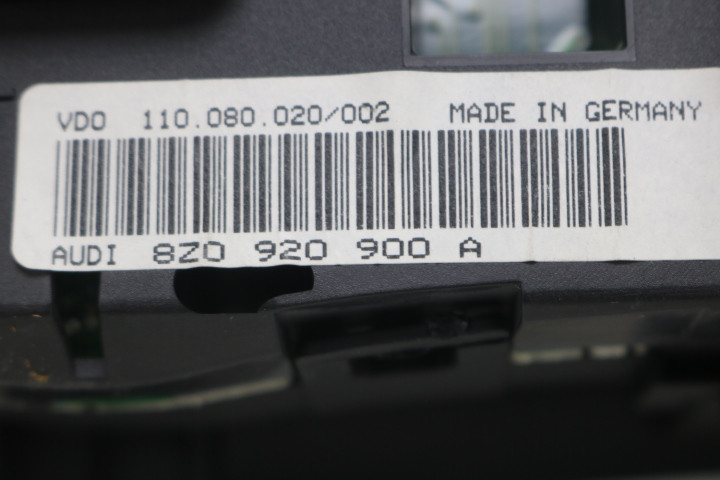 VDO 110.080.020/002 MADE IN GERMANY
AUDI 8Z0 920 900 A